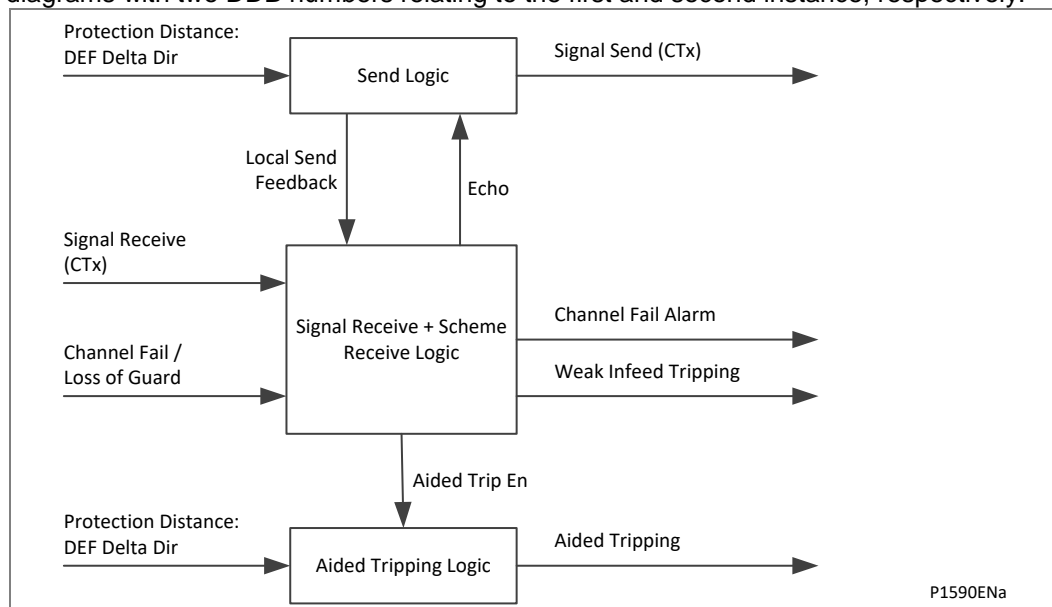 diagrams with two DDB numbers relating to the first and second instance, respectively.
Protection Distance:
DEF Delta Dir
Send Logic
Signal Send (CTx)
Local Send
Feedback
Echo
Signal Receive
(CTx)
Signal Receive + Scheme
Receive Logic
Channel Fail Alarm
Channel Fail /
Loss of Guard
Weak Infeed Tripping
Aided Trip En
Protection Distance:
DEF Delta Dir
Aided Tripping Logic
Aided Tripping
P1590ENa